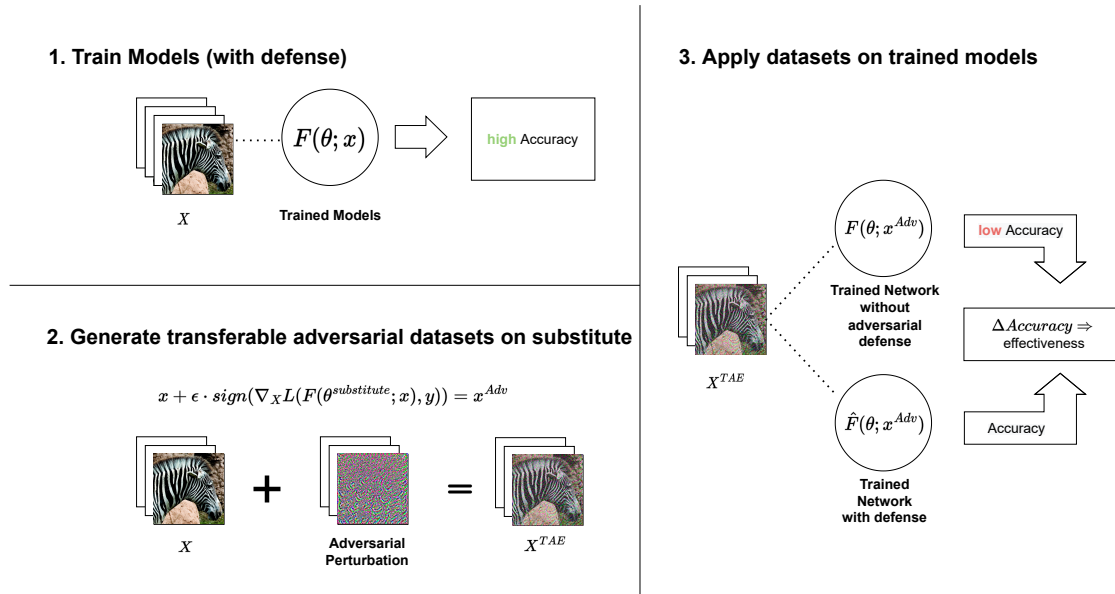 1. Train Models (with defense)
F(θ; x)
high Accuracy
X
Trained Models
2. Generate transferable adversarial datasets on substitute
x + ϵ · sign(∇_X L(F(θ^{substitute}; x), y)) = x^{Adv}
+
=
X
Adversarial
Perturbation
X^{TAE}
3. Apply datasets on trained models
F(θ; x^{Adv})
low Accuracy
Trained Network
without
adversarial
defense
ΔAccuracy ⇒
effectiveness
X^{TAE}
F̂(θ; x^{Adv})
Accuracy
Trained
Network
with defense